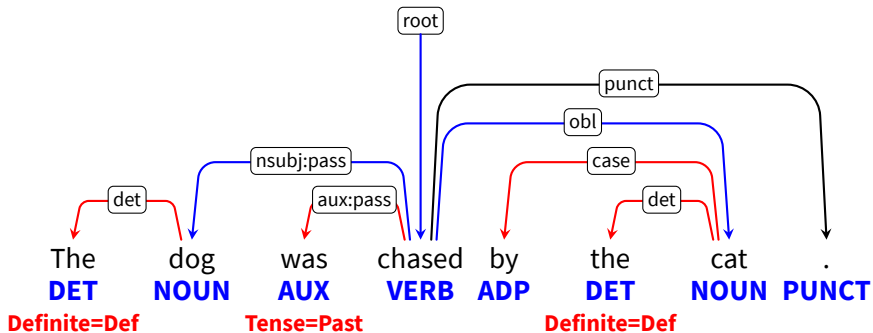 root
punct
obl
nsubj:pass case
det aux:pass det
The dog was chased by the cat .
DET NOUN AUX VERB ADP DET NOUN PUNCT
Definite=Def Tense=Past Definite=Def